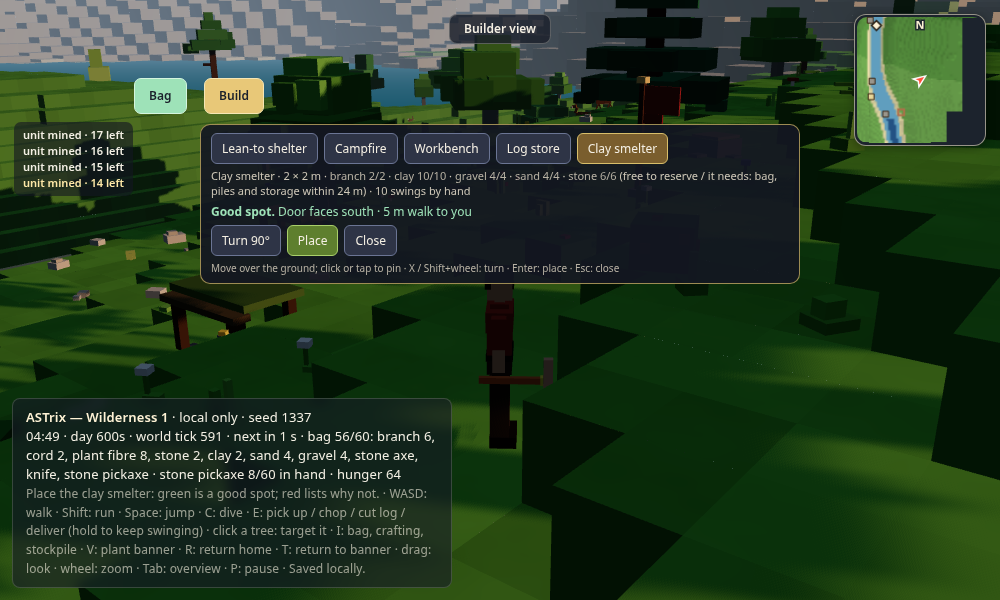 Builder view
N
Bag
Build
unit mined · 17 left
unit mined · 16 left
unit mined · 15 left
unit mined · 14 left
Lean-to shelter
Campfire
Workbench
Log store
Clay smelter
Clay smelter · 2 × 2 m · branch 2/2 · clay 10/10 · gravel 4/4 · sand 4/4 · stone 6/6 (free to reserve / it needs: bag,
piles and storage within 24 m) · 10 swings by hand
Good spot. Door faces south · 5 m walk to you
Turn 90°
Place
Close
Move over the ground; click or tap to pin · X / Shift+wheel: turn · Enter: place · Esc: close
ASTrix — Wilderness 1 · local only · seed 1337
04:49 · day 600s · world tick 591 · next in 1 s · bag 56/60: branch 6,
cord 2, plant fibre 8, stone 2, clay 2, sand 4, gravel 4, stone axe,
knife, stone pickaxe · stone pickaxe 8/60 in hand · hunger 64
Place the clay smelter: green is a good spot; red lists why not. · WASD:
walk · Shift: run · Space: jump · C: dive · E: pick up / chop / cut log /
deliver (hold to keep swinging) · click a tree: target it · I: bag, crafting,
stockpile · V: plant banner · R: return home · T: return to banner · drag:
look · wheel: zoom · Tab: overview · P: pause · Saved locally.